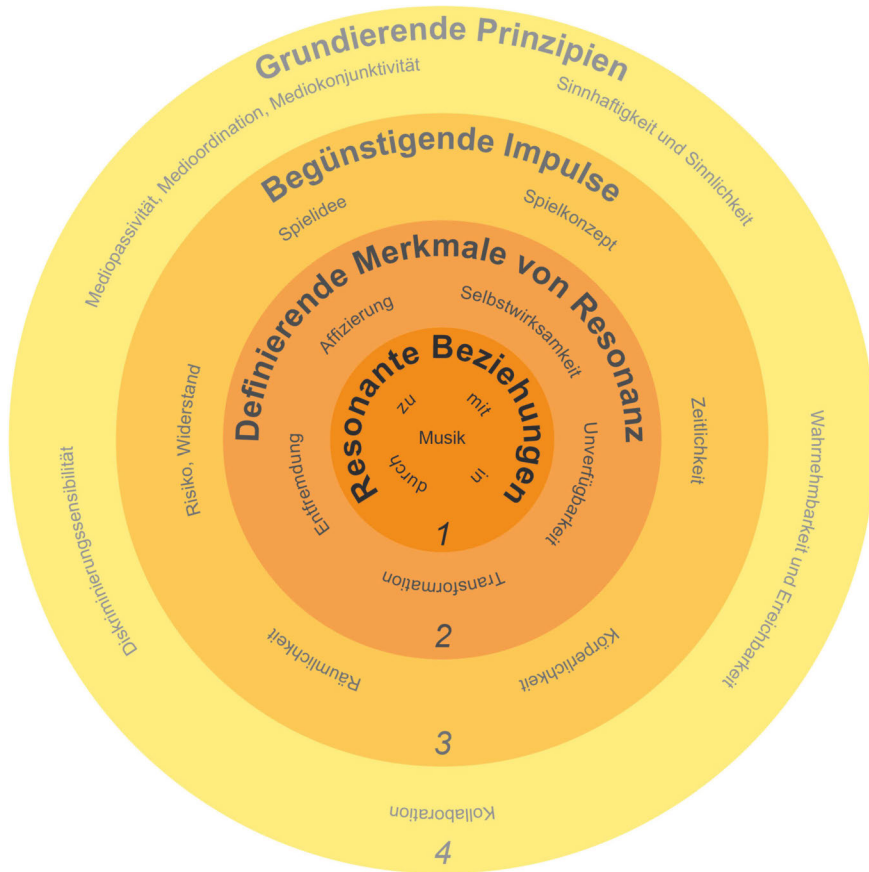 Grundierende Prinzipien
Mediopassivität, Medioordination, Mediokonjunktivität
Sinnhaftigkeit und Sinnlichkeit
Wahrnehmbarkeit und Erreichbarkeit
Kollaboration
Diskriminierungssensibilität
4
Begünstigende Impulse
Spielidee
Spielkonzept
Zeitlichkeit
Körperlichkeit
Räumlichkeit
Risiko, Widerstand
3
Definierende Merkmale von Resonanz
Affizierung
Selbstwirksamkeit
Unverfügbarkeit
Transformation
Entfremdung
2
Resonante Beziehungen
zu
mit
Musik
durch
in
1